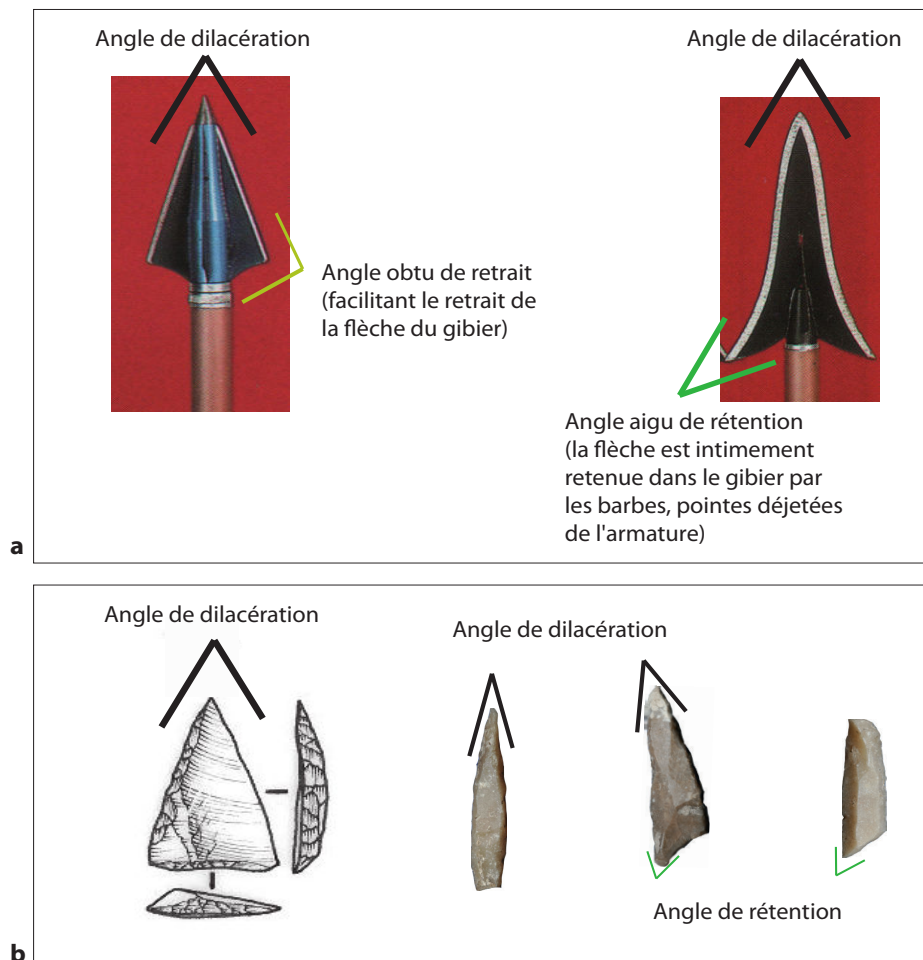 Angle de dilacération
Angle de dilacération
Angle obtu de retrait
(facilitant le retrait de
la flèche du gibier)
Angle aigu de rétention
(la flèche est intimement
retenue dans le gibier par
les barbes, pointes déjetées
de l'armature)
a
Angle de dilacération
Angle de dilacération
Angle de rétention
b